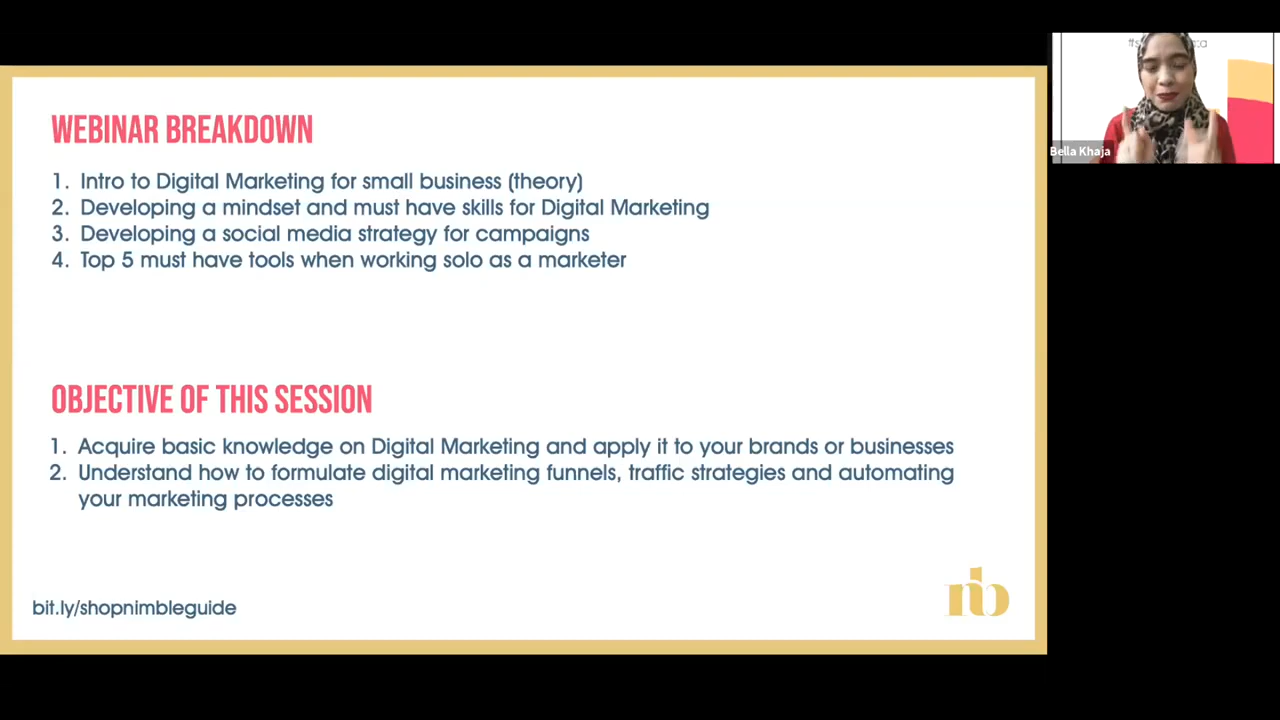 WEBINAR BREAKDOWN
1. Intro to Digital Marketing for small business (theory)
2. Developing a mindset and must have skills for Digital Marketing
3. Developing a social media strategy for campaigns
4. Top 5 must have tools when working solo as a marketer
OBJECTIVE OF THIS SESSION
1. Acquire basic knowledge on Digital Marketing and apply it to your brands or businesses
2. Understand how to formulate digital marketing funnels, traffic strategies and automating
your marketing processes
bit.ly/shopnimbleguide
nb
Bella Khaja